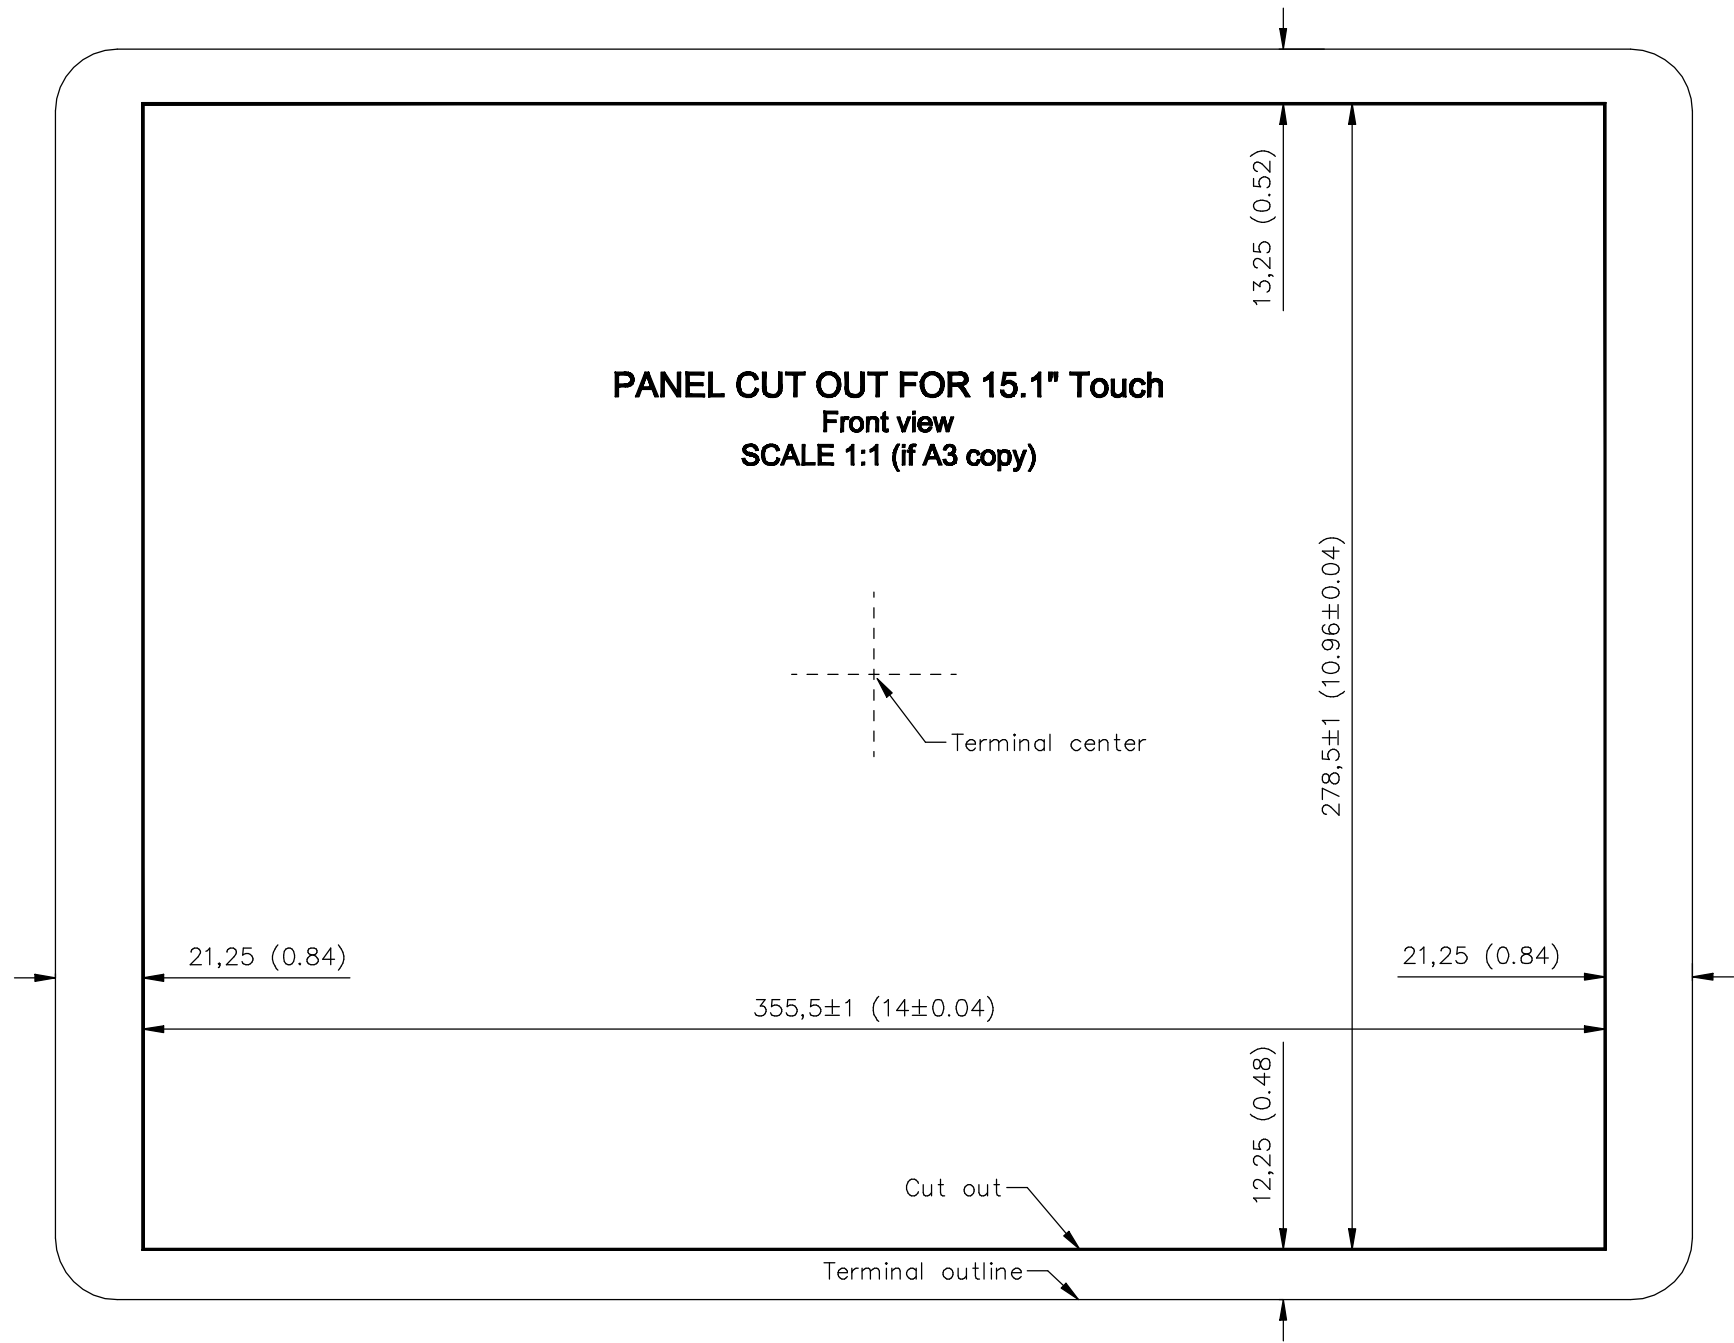 13,25 (0.52)
PANEL CUT OUT FOR 15.1" Touch
Front view
SCALE 1:1 (if A3 copy)
278,5±1 (10.96±0.04)
Terminal center
21,25 (0.84)
21,25 (0.84)
355,5±1 (14±0.04)
12,25 (0.48)
Cut out
Terminal outline